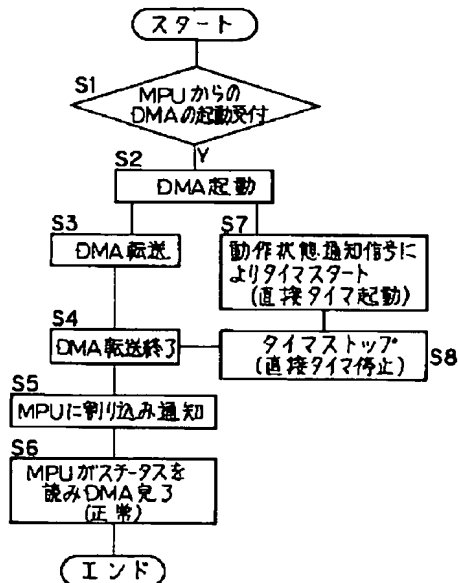 スタート
S1
MPUからの
DMAの起動受付
Y
S2
DMA起動
S3
DMA転送
S7
動作状態通知信号に
よりタイマスタート
(直接タイマ起動)
S4
DMA転送終了
タイマストップ
(直接タイマ停止)
S8
S5
MPUに割り込み通知
S6
MPUがステータスを
読みDMA完了
(正常)
エンド